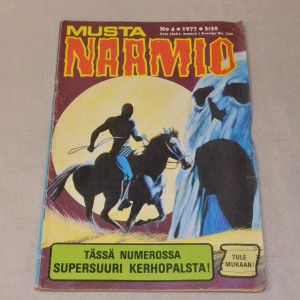 No 4 • 1977 • 3:30
MUSTA
NAAMIO
TÄSSÄ NUMEROSSA
SUPERSUURI KERHOPALSTA!
TULE
MUKAAN!